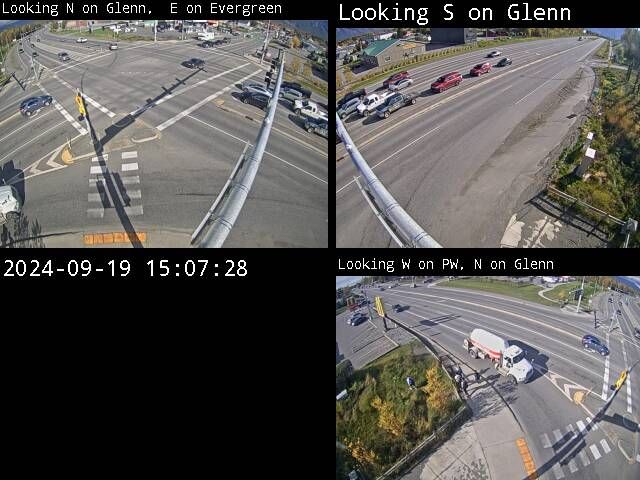 Looking N on Glenn,  E on Evergreen
Looking S on Glenn
2024-09-19 15:07:28
Looking W on PW, N on Glenn